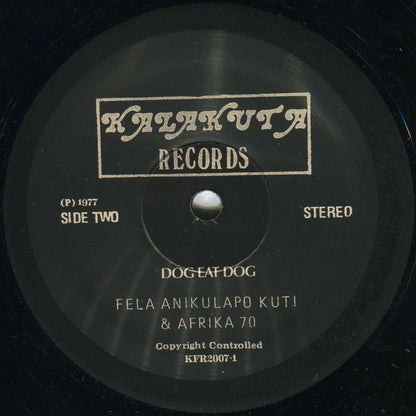 KALAKUTA
RECORDS
(P) 1977
SIDE TWO
STEREO
DOG EAT DOG
FELA ANIKULAPO KUTI
& AFRIKA 70
Copyright Controlled
KFR2007-1